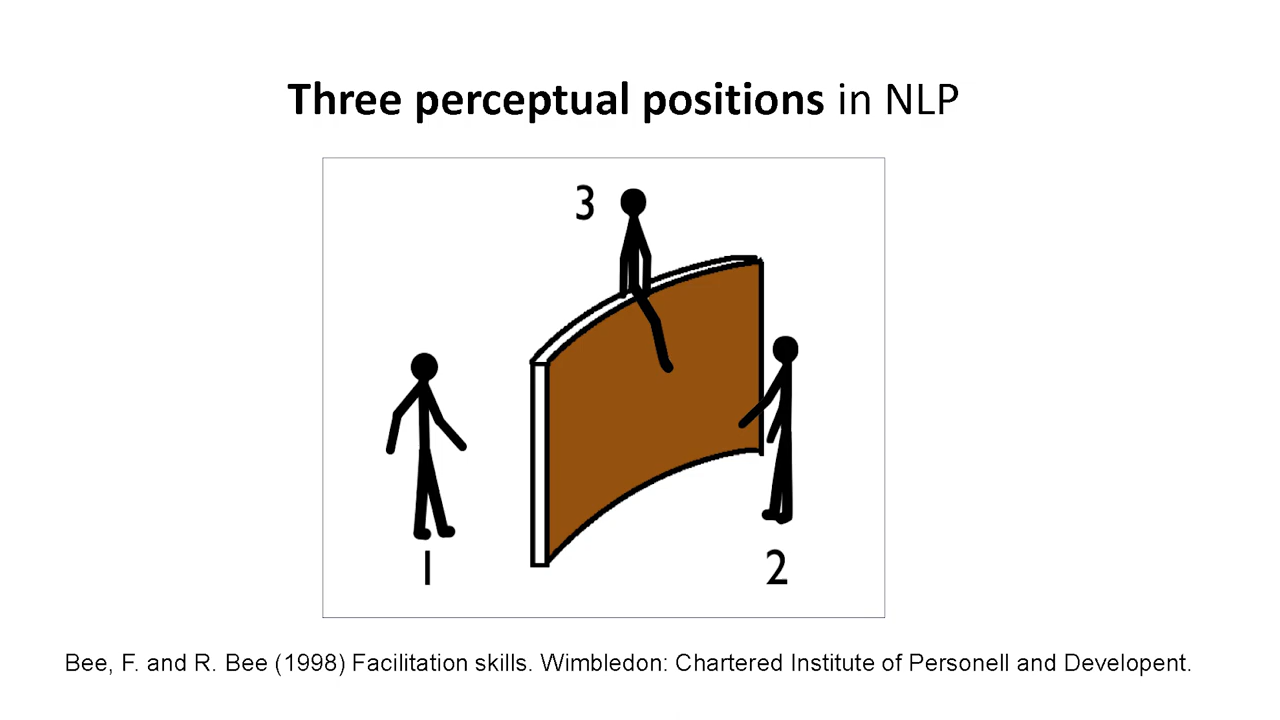 Three perceptual positions in NLP
3
1
2
Bee, F. and R. Bee (1998) Facilitation skills. Wimbledon: Chartered Institute of Personell and Developent.